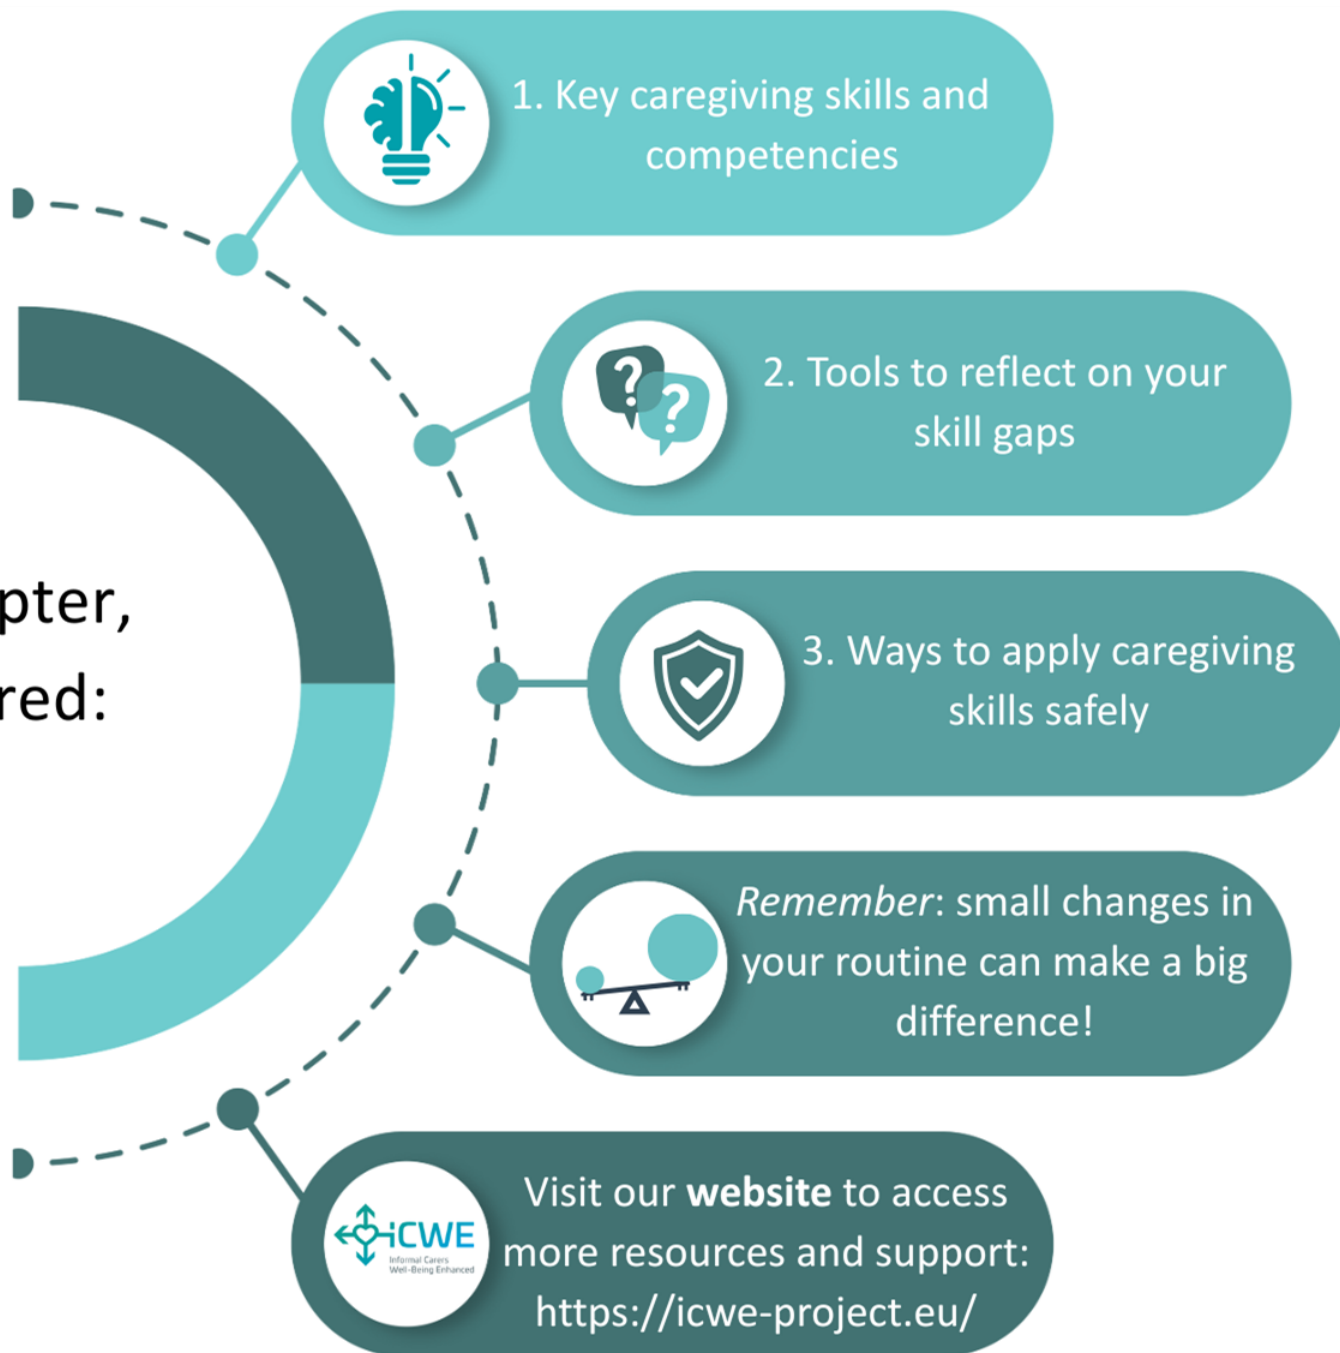 1. Key caregiving skills and
competencies
2. Tools to reflect on your
skill gaps
pter,
red:
3. Ways to apply caregiving
skills safely
Remember: small changes in
your routine can make a big
difference!
Visit our website to access
more resources and support:
https://icwe-project.eu/
iCWE
Informal Carers
Well-Being Enhanced